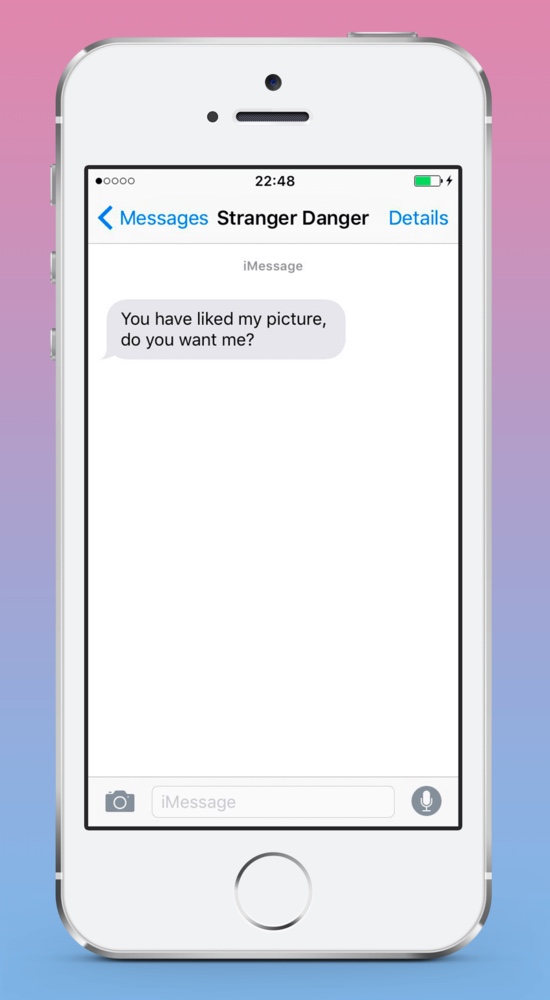 22:48
Messages Stranger Danger Details
iMessage
You have liked my picture,
do you want me?
iMessage